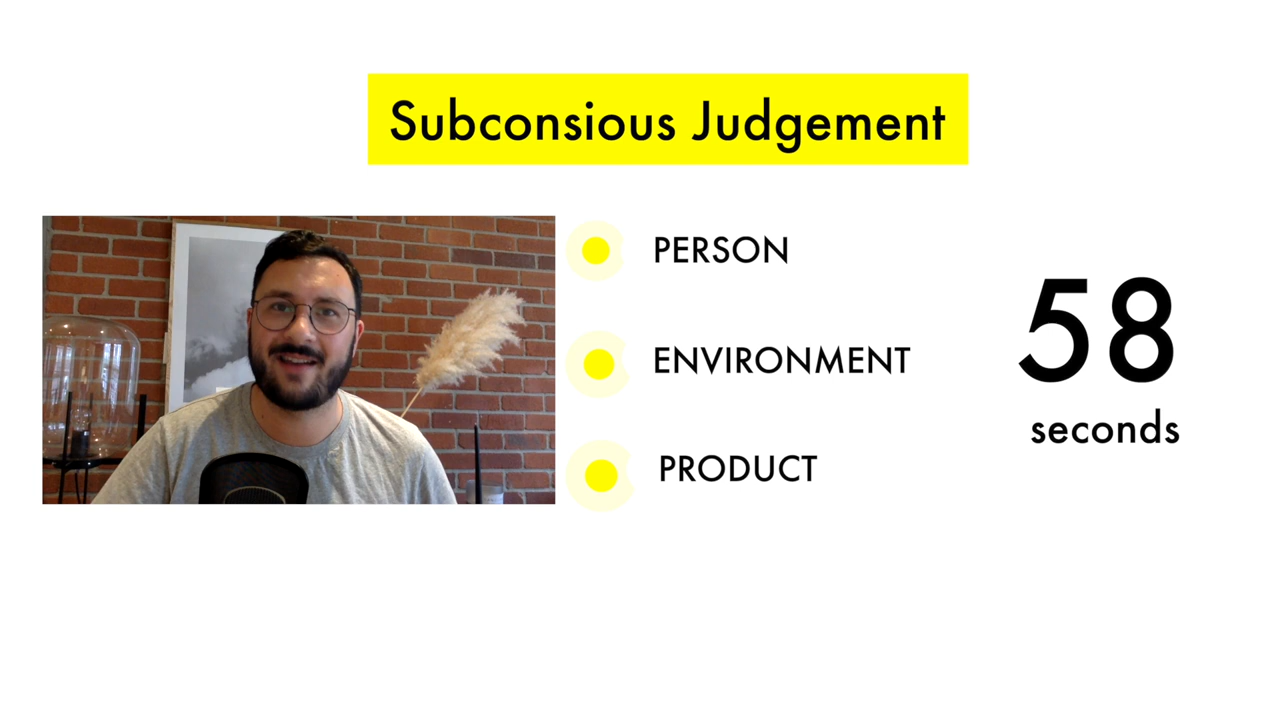 Subconsious Judgement
PERSON
ENVIRONMENT
PRODUCT
58
seconds